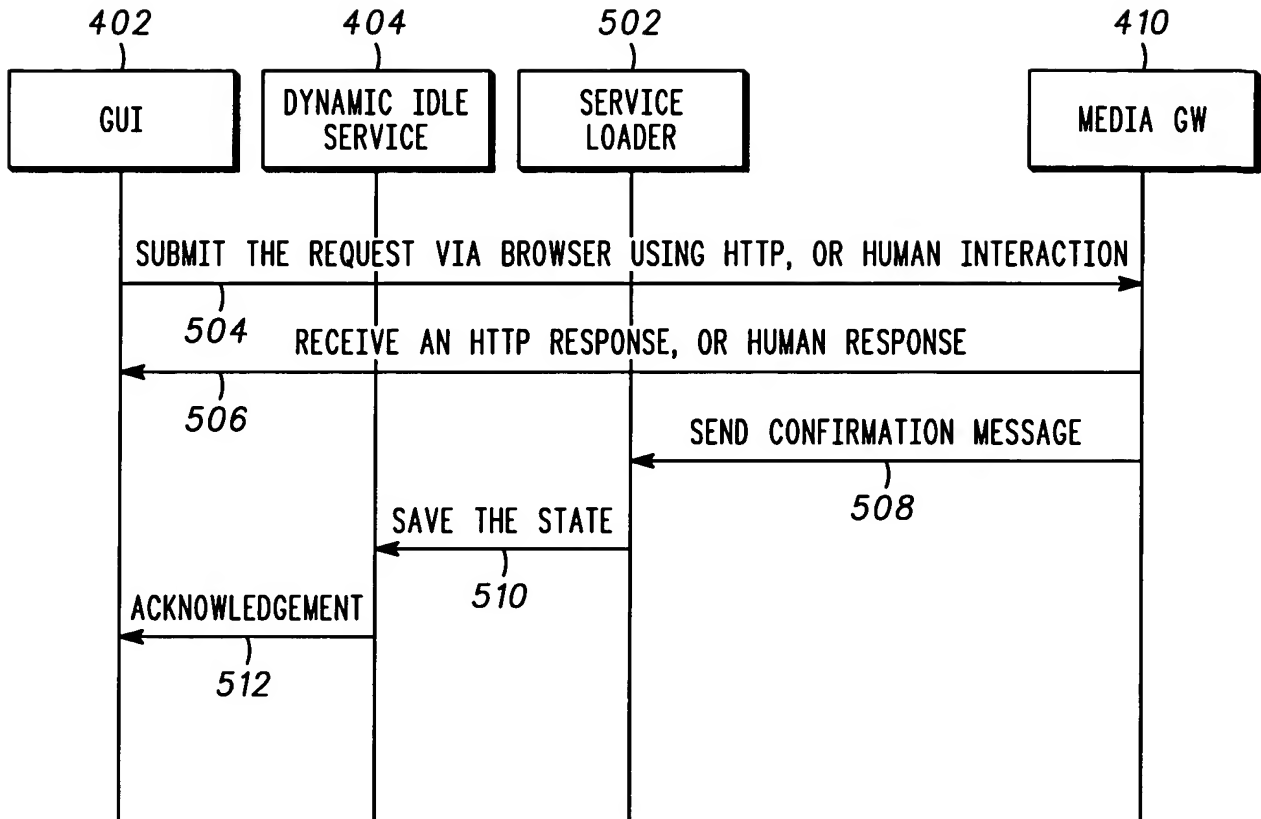 402
404
502
410
GUI
DYNAMIC IDLE
SERVICE
SERVICE
LOADER
MEDIA GW
SUBMIT THE REQUEST VIA BROWSER USING HTTP, OR HUMAN INTERACTION
504
RECEIVE AN HTTP RESPONSE, OR HUMAN RESPONSE
506
SEND CONFIRMATION MESSAGE
508
SAVE THE STATE
510
ACKNOWLEDGEMENT
512